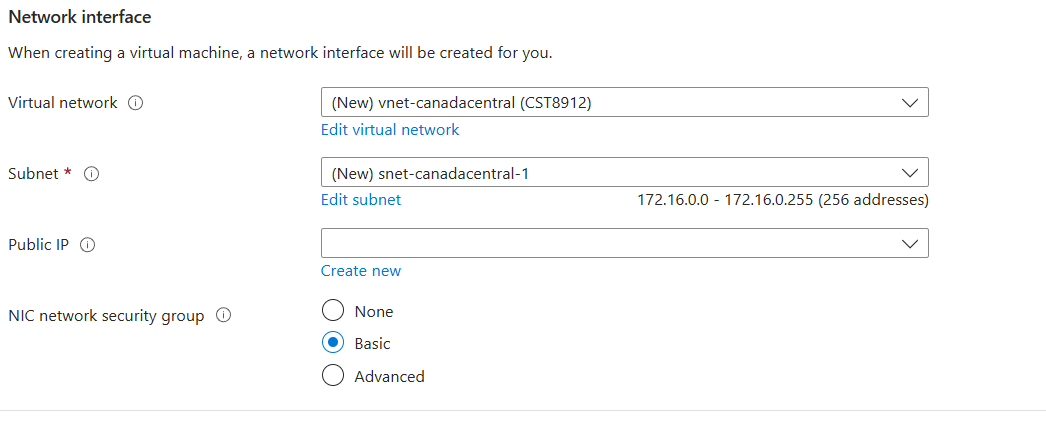 Network interface
When creating a virtual machine, a network interface will be created for you.
Virtual network
(New) vnet-canadacentral (CST8912)
Edit virtual network
Subnet *
(New) snet-canadacentral-1
Edit subnet
172.16.0.0 - 172.16.0.255 (256 addresses)
Public IP
Create new
NIC network security group
None
Basic
Advanced